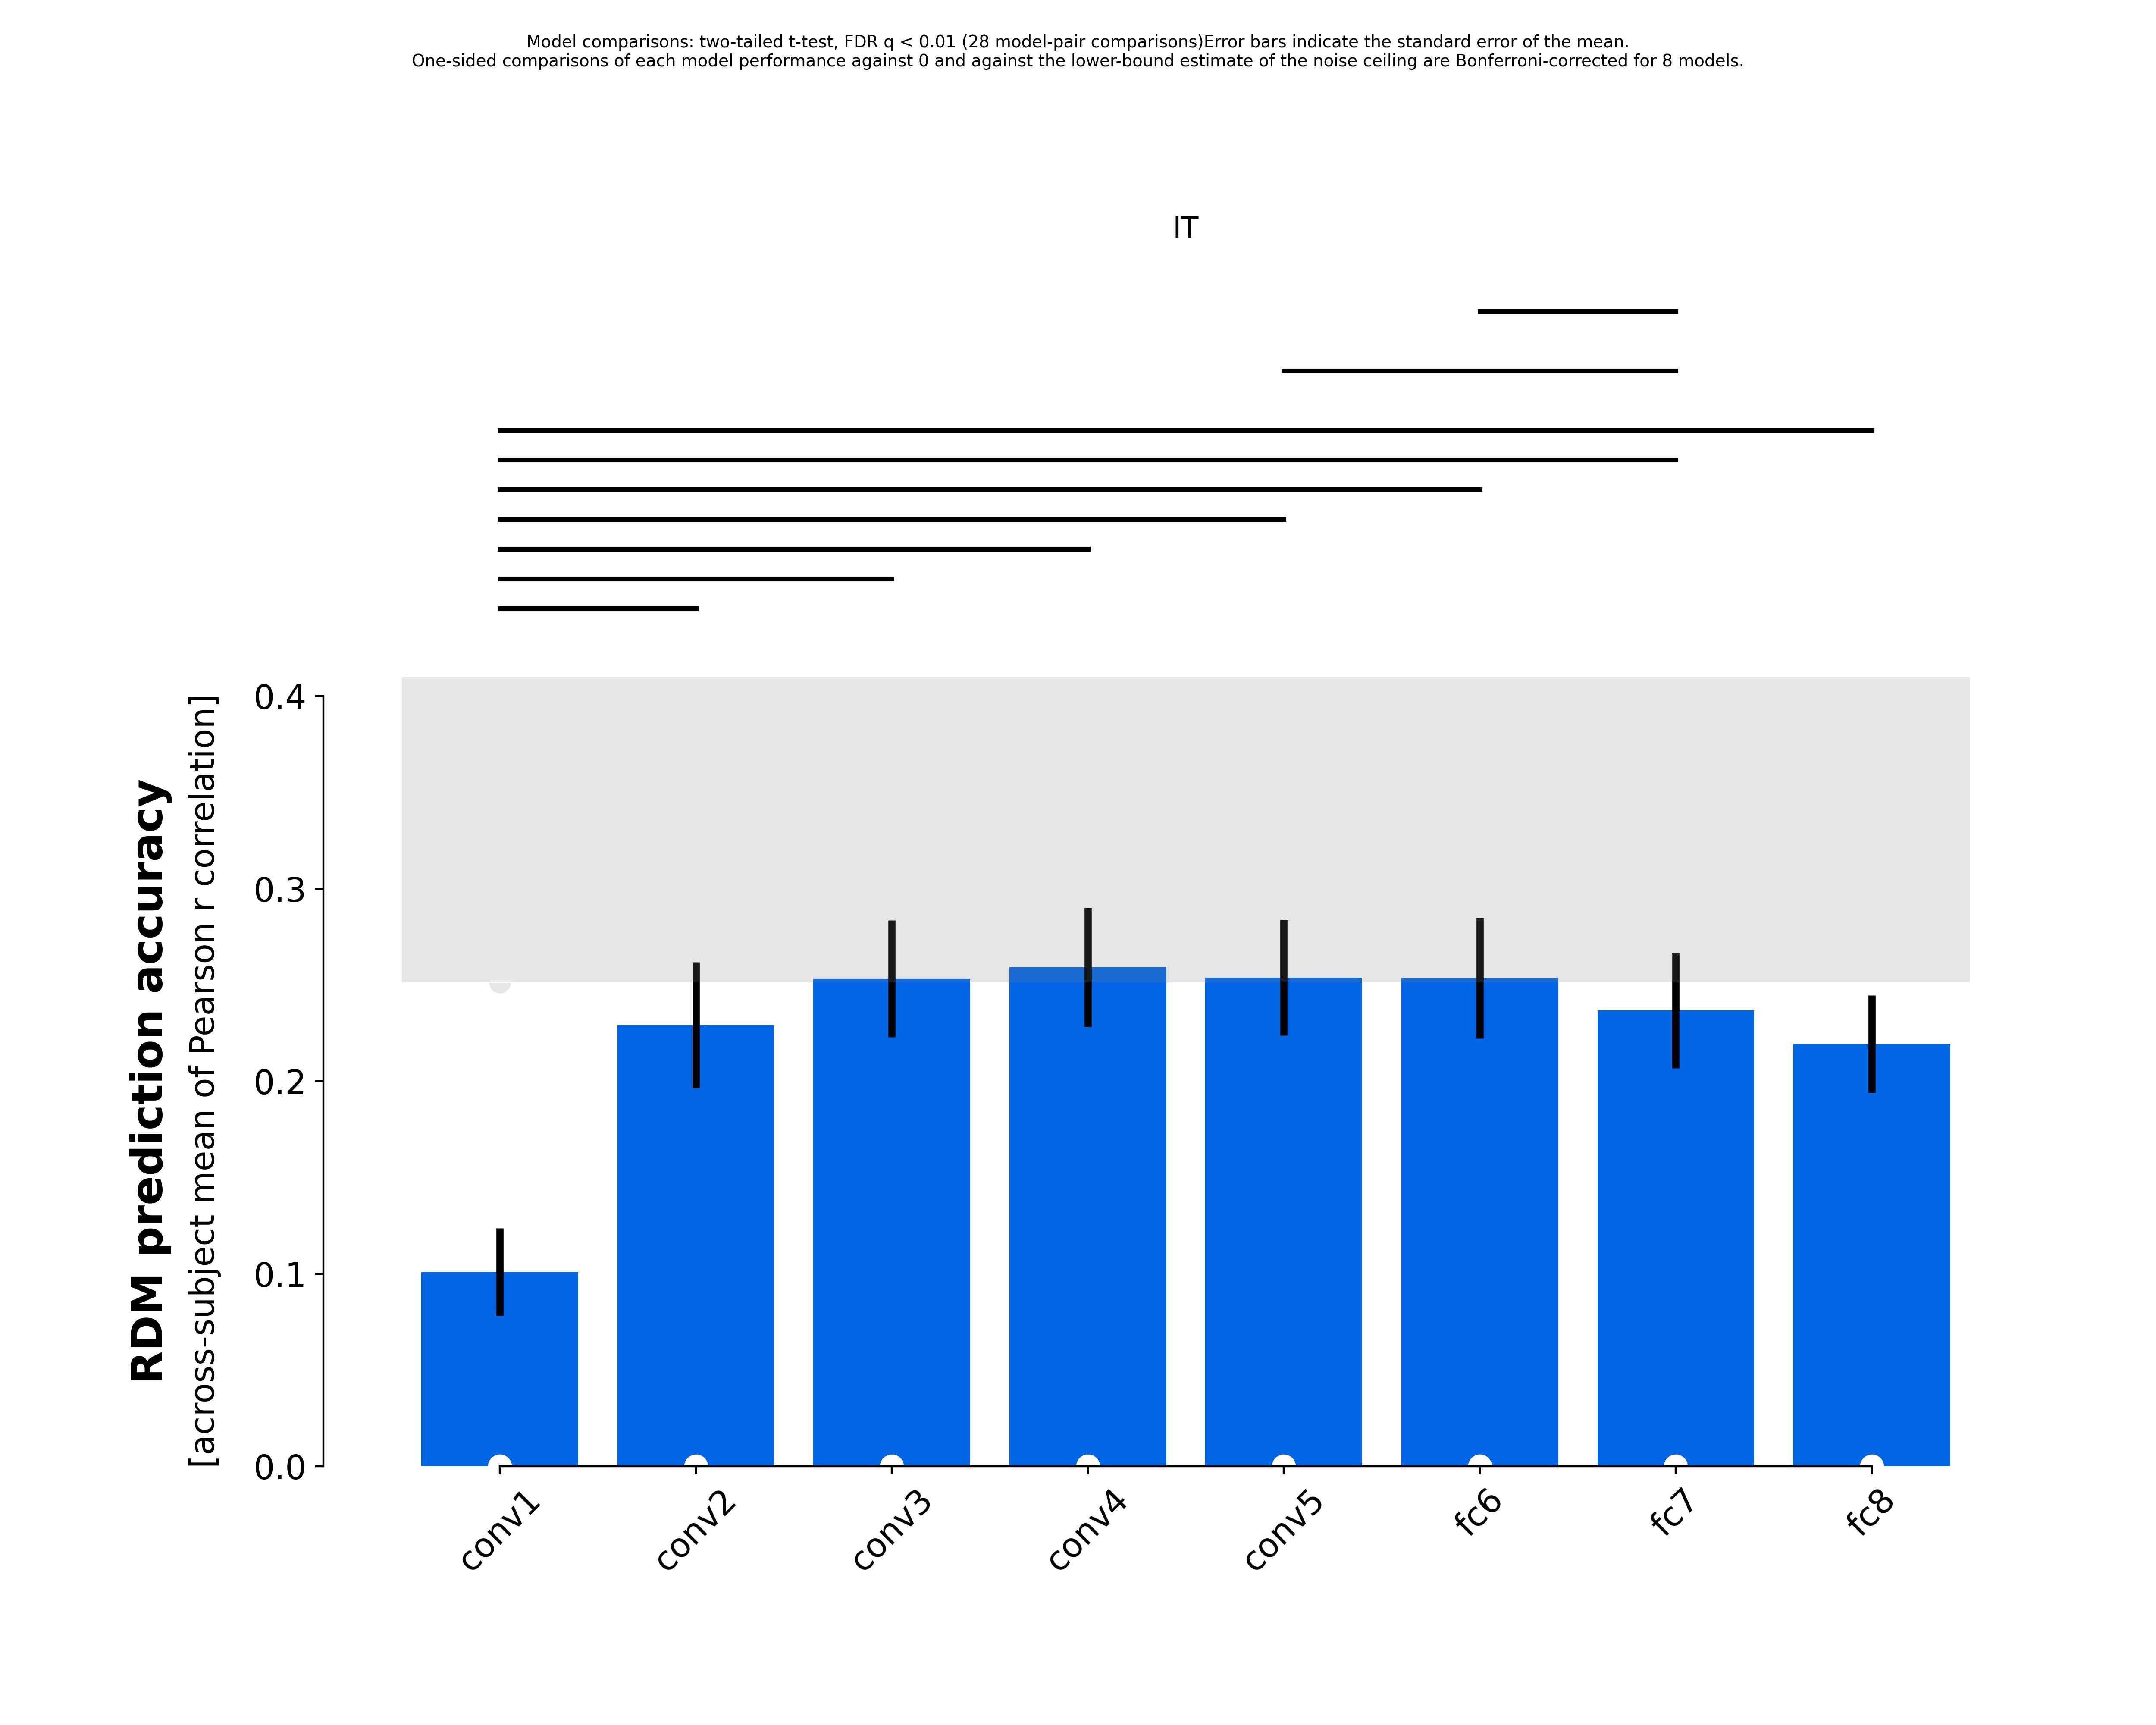 Model comparisons: two-tailed t-test, FDR q < 0.01 (28 model-pair comparisons)Error bars indicate the standard error of the mean.
One-sided comparisons of each model performance against 0 and against the lower-bound estimate of the noise ceiling are Bonferroni-corrected for 8 models.
IT
RDM prediction accuracy
[across-subject mean of Pearson r correlation]
0.4
0.3
0.2
0.1
0.0
conv1
conv2
conv3
conv4
conv5
fc6
fc7
fc8